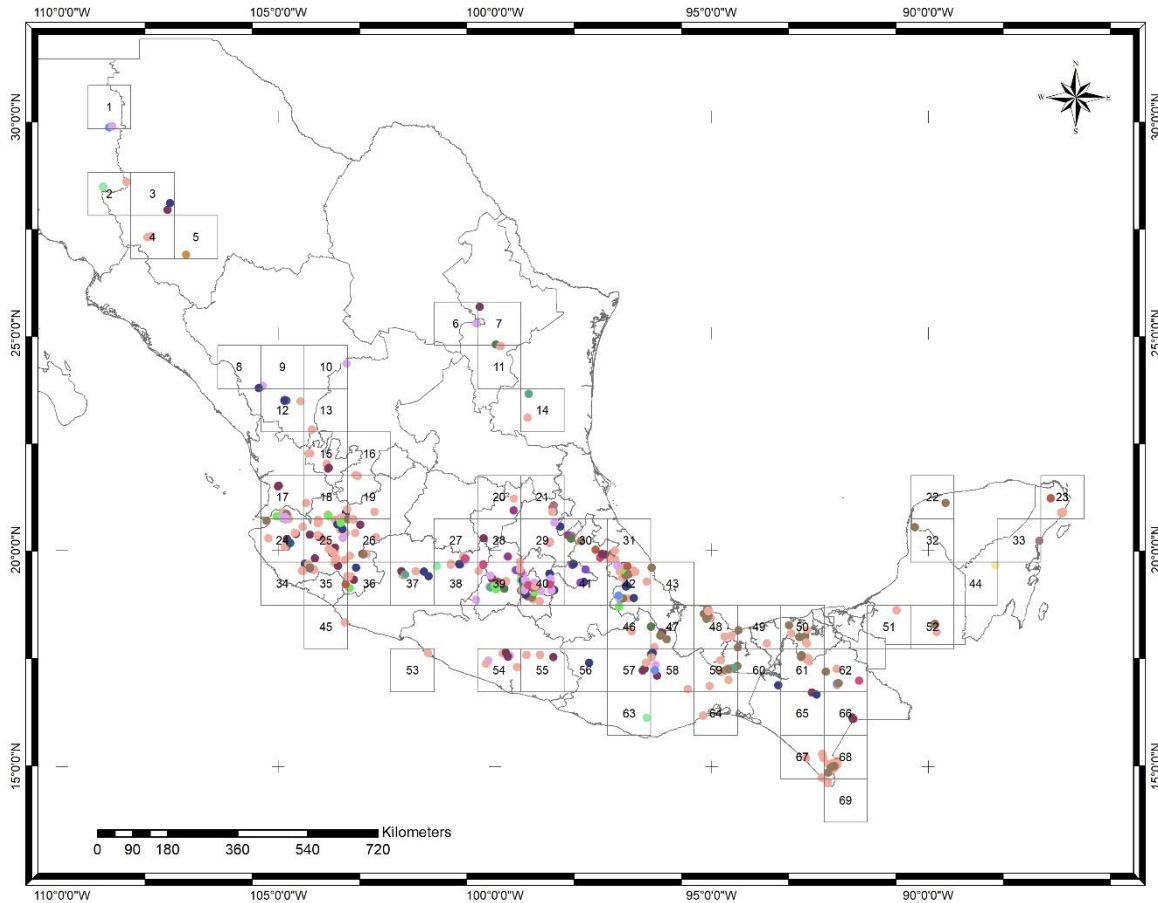 110°0'0"W 105°0'0"W 100°0'0"W 95°0'0"W 90°0'0"W
N
W E
S
30°0'0"N 30°0'0"N
1
2 3
4 5
25°0'0"N 25°0'0"N
6 7
8 9 10 11
12 13 14
15 16
17 18 19 20 21 22 23
20°0'0"N 20°0'0"N
24 25 26 27 28 29 30 31 32 33
34 35 36 37 38 39 40 41 42 43 44
45 46 47 48 49 50 51 52
53 54 55 56 57 58 59 60 61 62
63 64 65 66
15°0'0"N 15°0'0"N
67 68
69
Kilometers
0 90 180 360 540 720
110°0'0"W 105°0'0"W 100°0'0"W 95°0'0"W 90°0'0"W